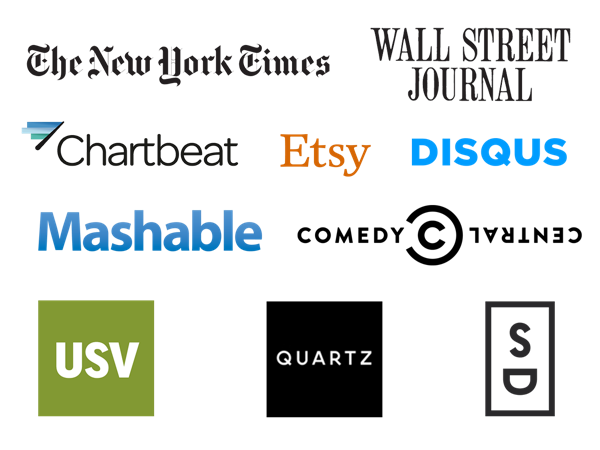 The New York Times
WALL STREET
JOURNAL
Chartbeat
Etsy
DISQUS
Mashable
COMEDY C CENTRAL
USV
QUARTZ
S
D